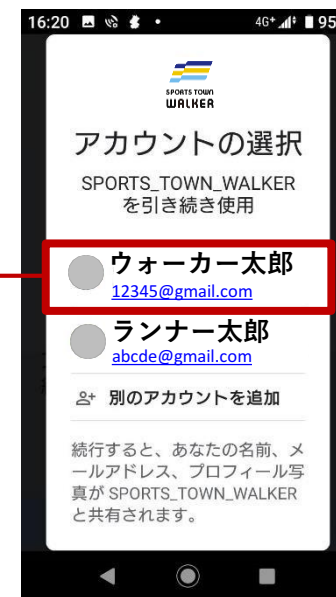 16:20 4G+ 95
SPORTS TOWN
WALKER
アカウントの選択
SPORTS_TOWN_WALKER
を引き続き使用
ウォーカー太郎
12345@gmail.com
ランナー太郎
abcde@gmail.com
別のアカウントを追加
続行すると、あなたの名前、メ
ールアドレス、プロフィール写
真が SPORTS_TOWN_WALKER
と共有されます。